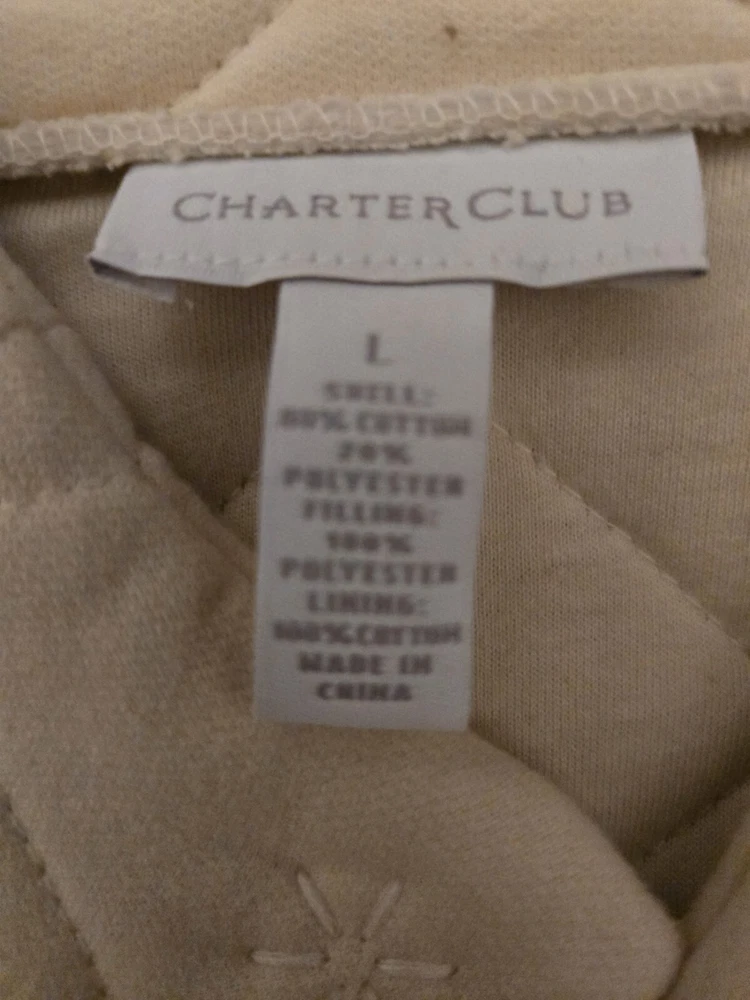 CHARTER CLUB
L
SHELL:
80% COTTON
20%
POLYESTER
FILLING:
100%
POLYESTER
LINING:
100% COTTON
MADE IN
CHINA